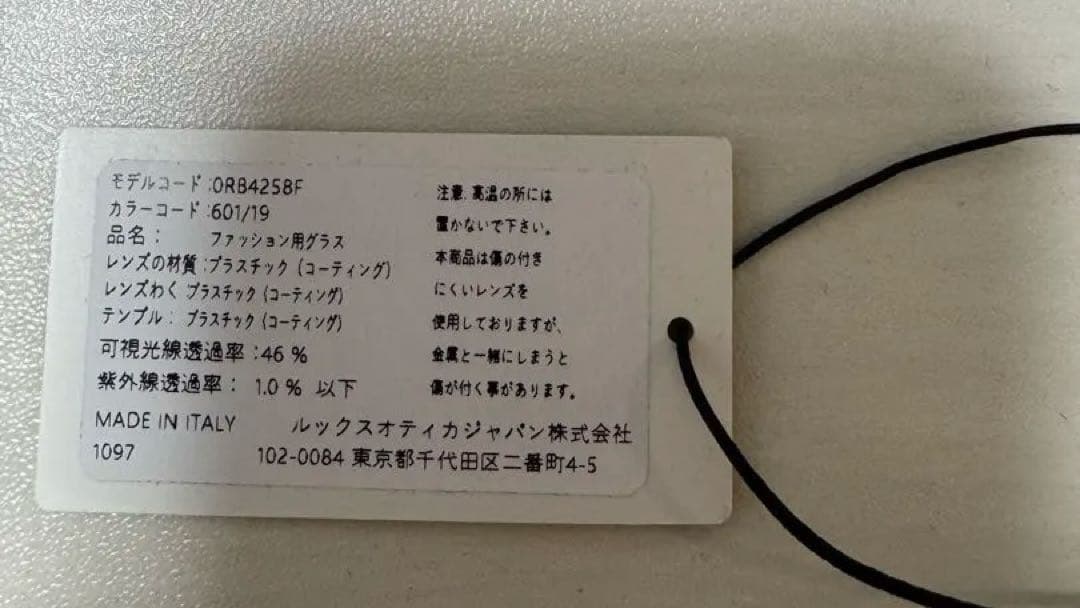 モデルコード:0RB4258F
カラーコード:601/19
品名: ファッション用グラス
レンズの材質:プラスチック(コーティング)
レンズわく プラスチック(コーティング)
テンプル: プラスチック(コーティング)
可視光線透過率:46 %
紫外線透過率: 1.0 % 以下
注意.高温の所には
置かないで下さい。
本商品は傷の付き
にくいレンズを
使用しておりますが、
金属と一緒にしまうと
傷が付く事があります。
MADE IN ITALY ルックスオティカジャパン株式会社
1097 102-0084 東京都千代田区二番町4-5